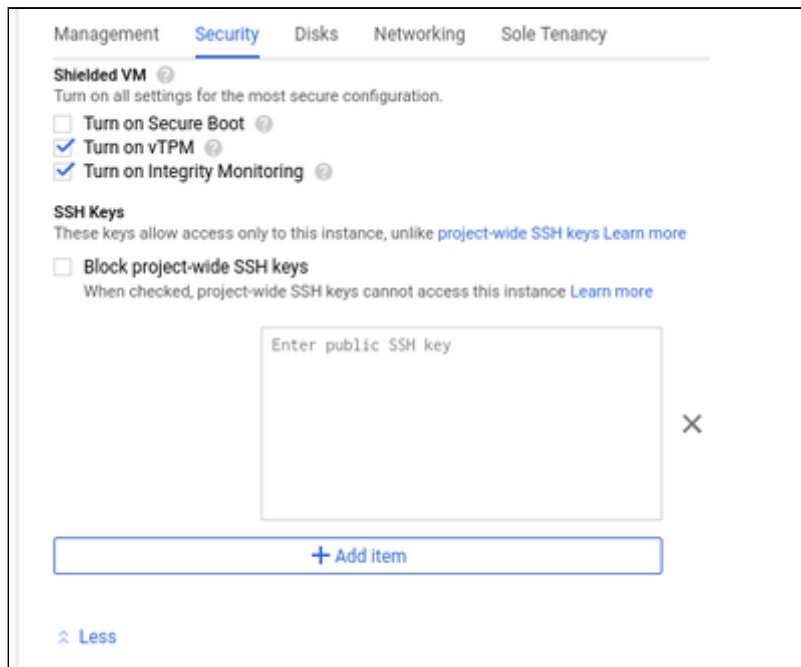 Management Security Disks Networking Sole Tenancy
Shielded VM
Turn on all settings for the most secure configuration.
Turn on Secure Boot
Turn on vTPM
Turn on Integrity Monitoring
SSH Keys
These keys allow access only to this instance, unlike project-wide SSH keys Learn more
Block project-wide SSH keys
When checked, project-wide SSH keys cannot access this instance Learn more
Enter public SSH key
+ Add item
Less